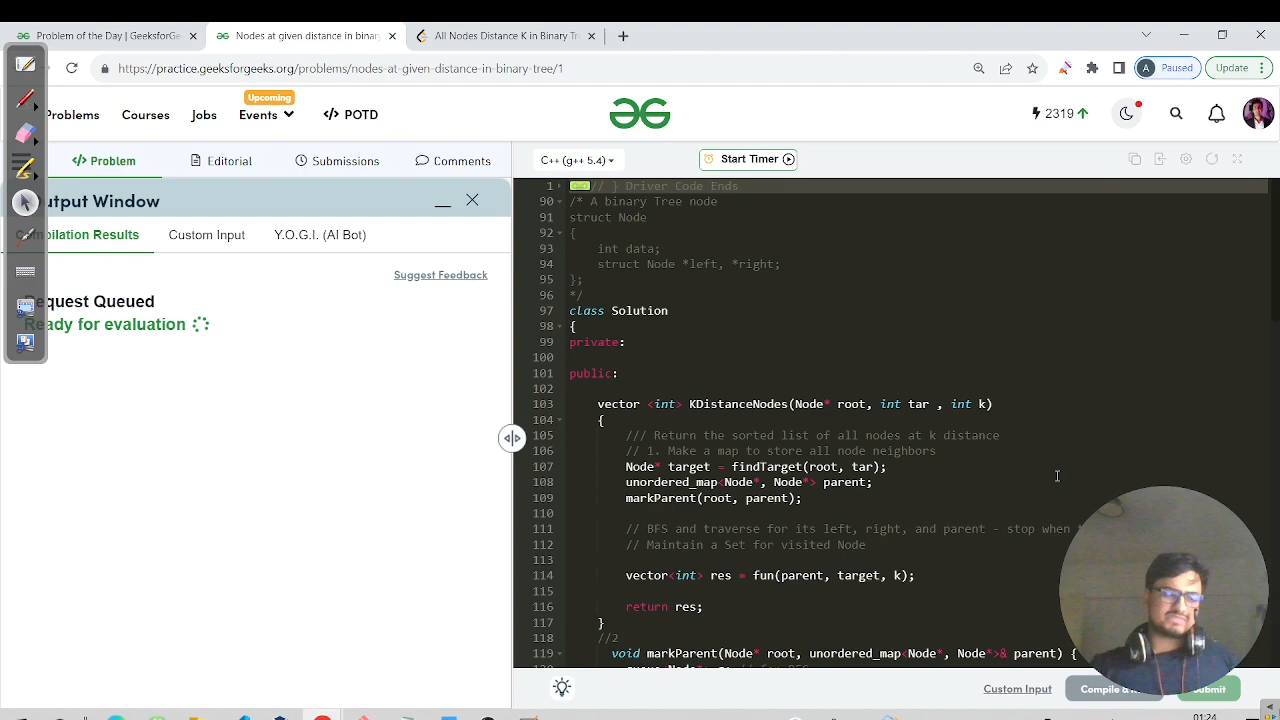 Problem of the Day | GeeksforGe
Nodes at given distance in binary
All Nodes Distance K in Binary Tr
https://practice.geeksforgeeks.org/problems/nodes-at-given-distance-in-binary-tree/1
A Paused
Update
Upcoming
Problems Courses Jobs Events POTD
2319
Problem Editorial Submissions Comments
C++ (g++ 5.4)
Start Timer
Output Window
Compilation Results Custom Input Y.O.G.I. (AI Bot)
Suggest Feedback
Request Queued
Ready for evaluation
1 // } Driver Code Ends
90 /* A binary Tree node
91 struct Node
92 {
93 int data;
94 struct Node *left, *right;
95 };
96 */
97 class Solution
98 {
99 private:
100
101 public:
102
103 vector <int> KDistanceNodes(Node* root, int tar , int k)
104 {
105 /// Return the sorted list of all nodes at k distance
106 // 1. Make a map to store all node neighbors
107 Node* target = findTarget(root, tar);
108 unordered_map<Node*, Node*> parent;
109 markParent(root, parent);
110
111 // BFS and traverse for its left, right, and parent - stop when
112 // Maintain a Set for visited Node
113
114 vector<int> res = fun(parent, target, k);
115
116 return res;
117 }
118 //2
119 void markParent(Node* root, unordered_map<Node*, Node*>& parent) {
Custom Input
Compile &
Submit
01:24